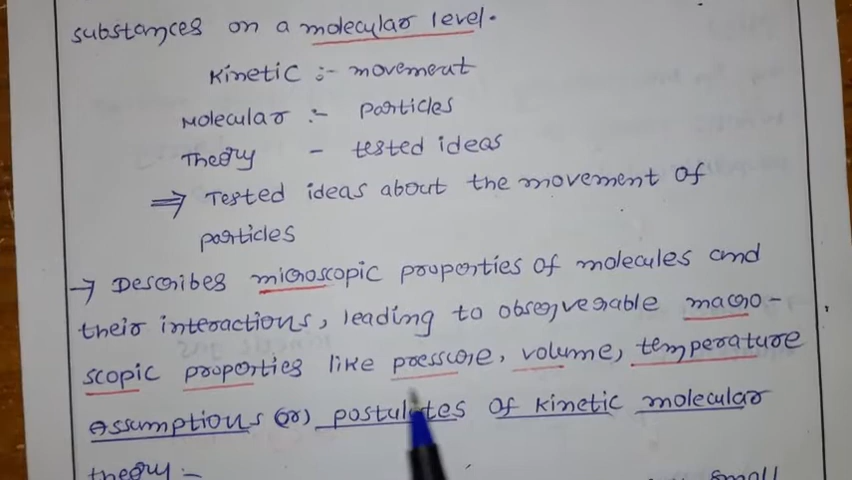 substances on a molecular level.
Kinetic :- movement
Molecular :- particles
Theory - tested ideas
⇒ Tested ideas about the movement of
particles
→ Describes microscopic properties of molecules and
their interactions, leading to observerable macro-
scopic properties like pressure, volume, temperature
Assumptions (or) postulates of kinetic molecular
theory :-